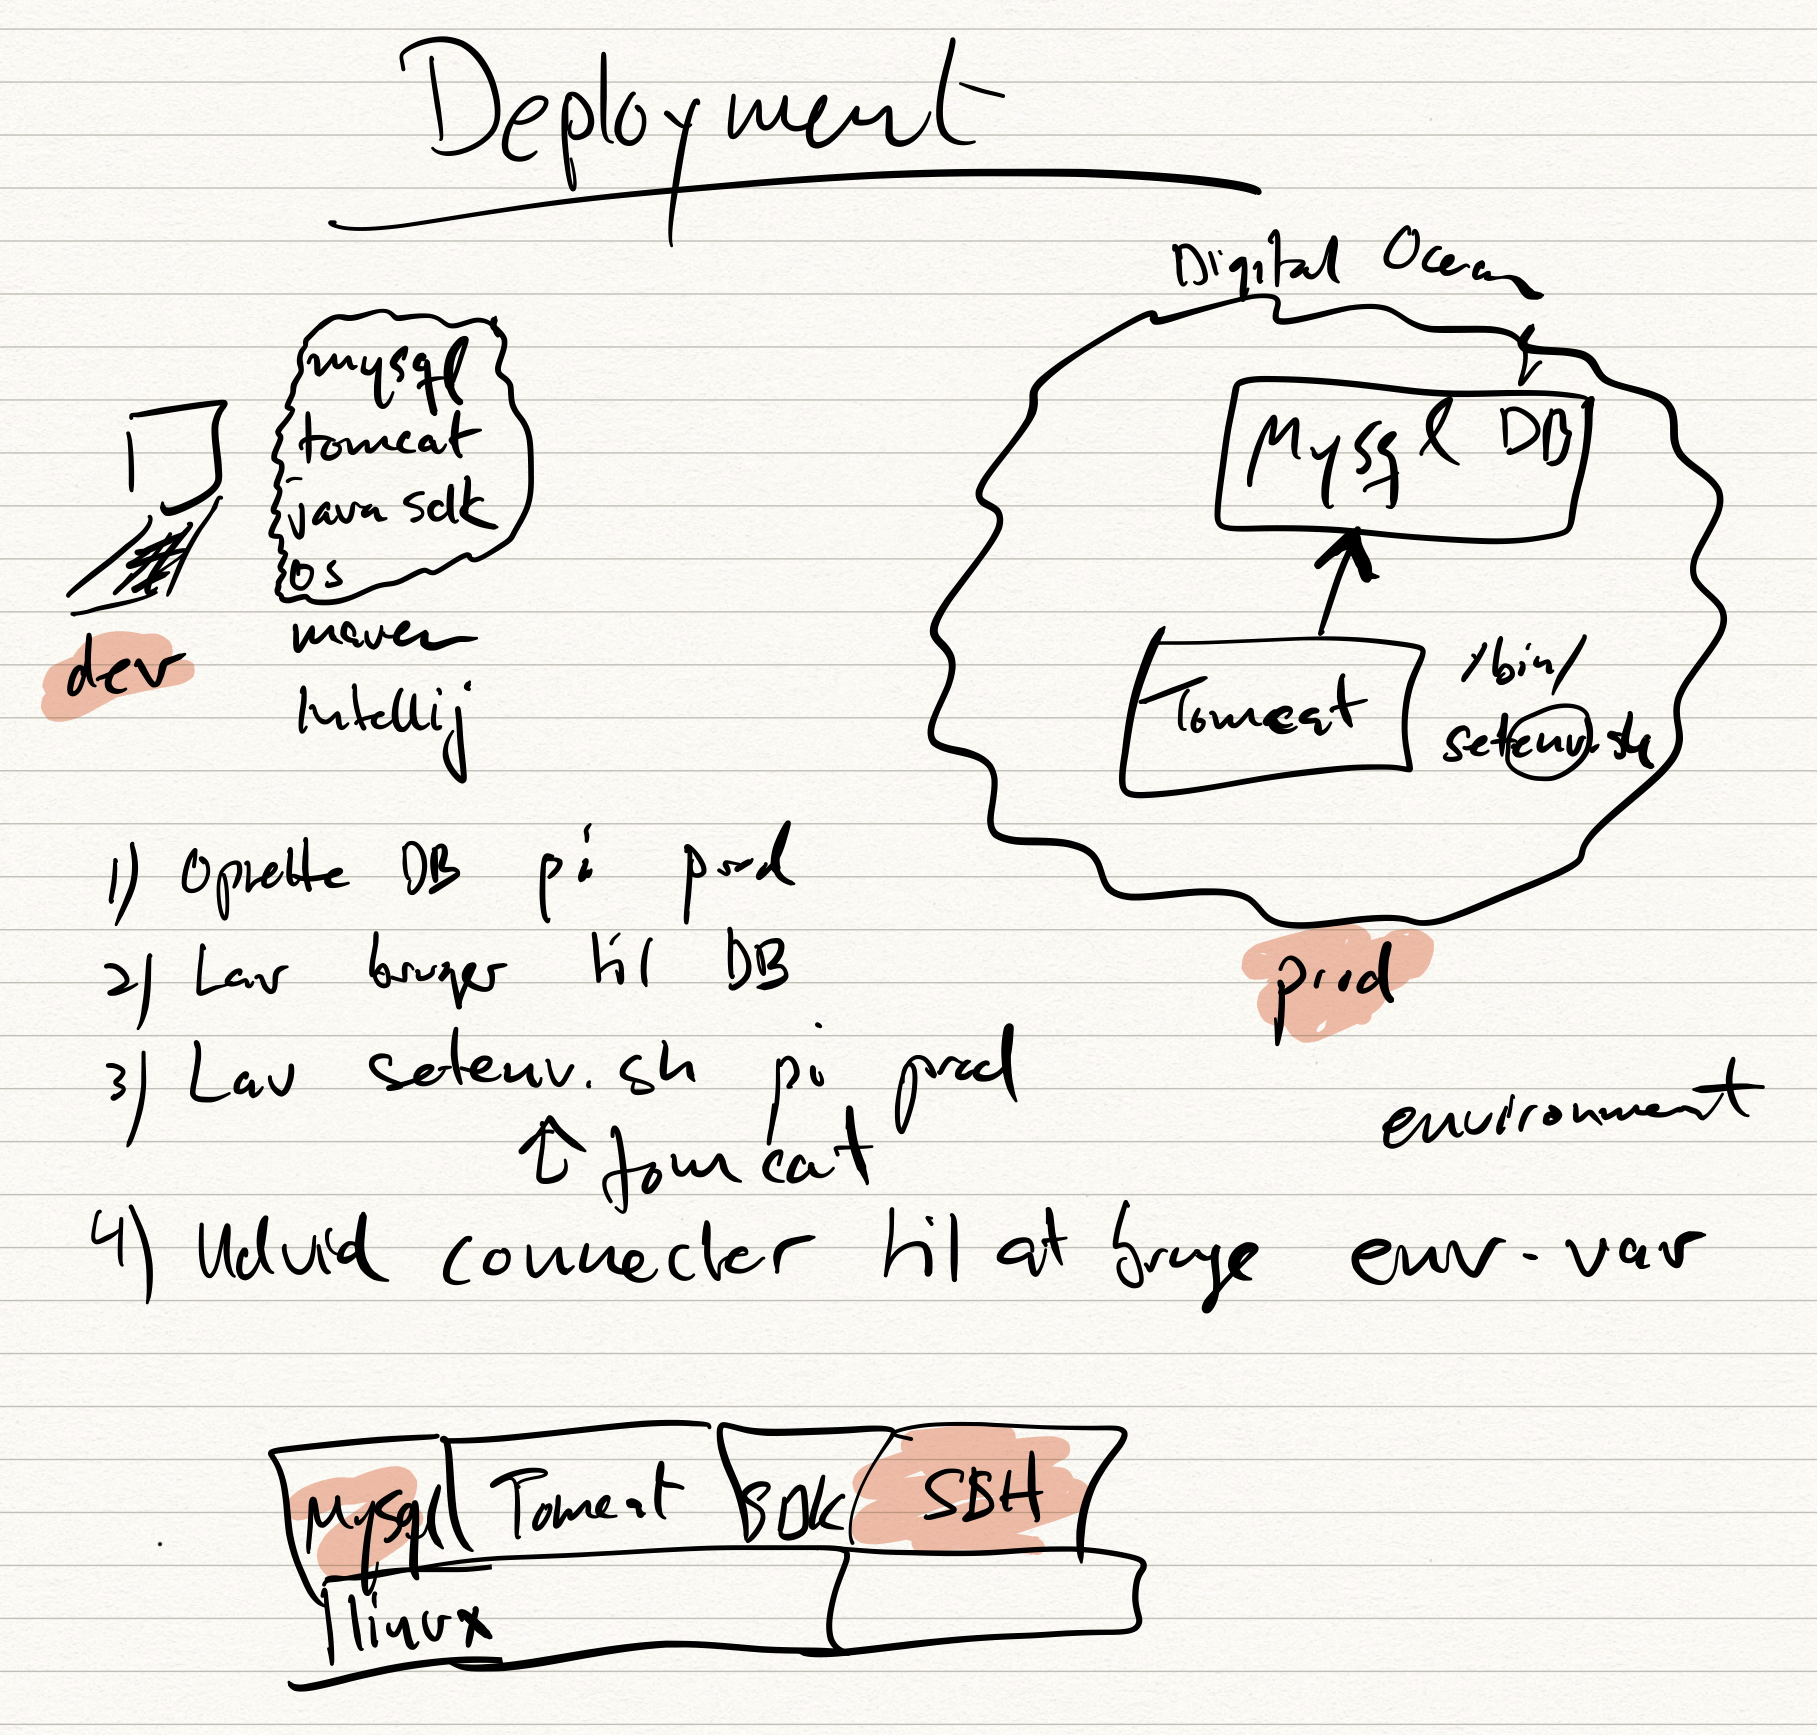 Deployment
Digital Ocean
mysql
tomcat
java sdk
os
maven
Intellij
dev
Mysql DB
Tomcat
/bin/
setenv.sh
prod
1) Oprette DB på prod
2) Lav bruger til DB
3) Lav setenv.sh på prod
tomcat
environment
4) Udvid connector til at bruge env-var
Mysql Tomcat SBH
linux